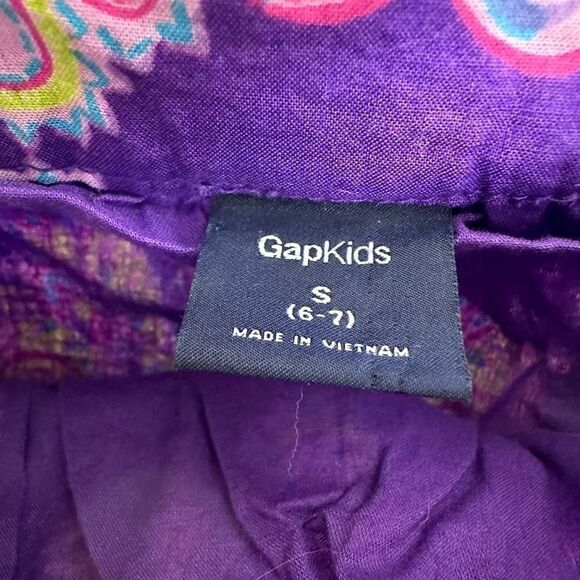 GapKids
S
(6-7)
MADE IN VIETNAM